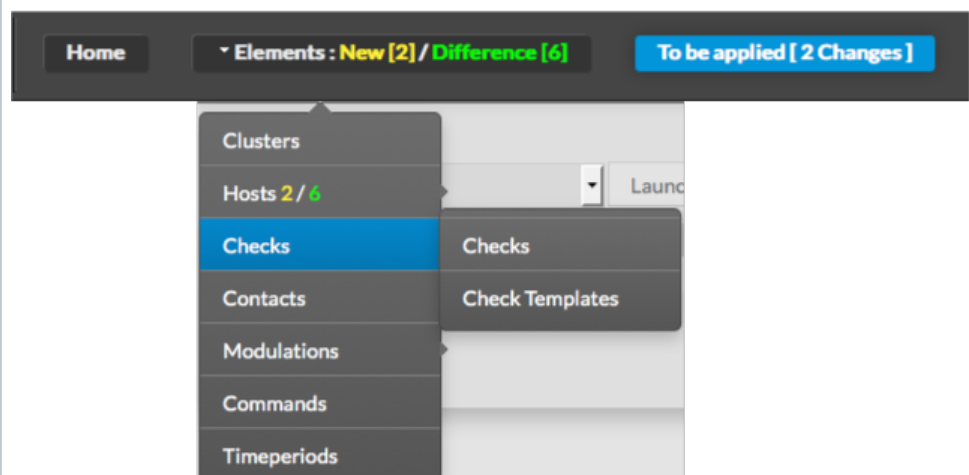 Home
Elements : New [2] / Difference [6]
To be applied [ 2 Changes ]
Clusters
Hosts 2 / 6
Launc
Checks
Checks
Contacts
Check Templates
Modulations
Commands
Timeperiods